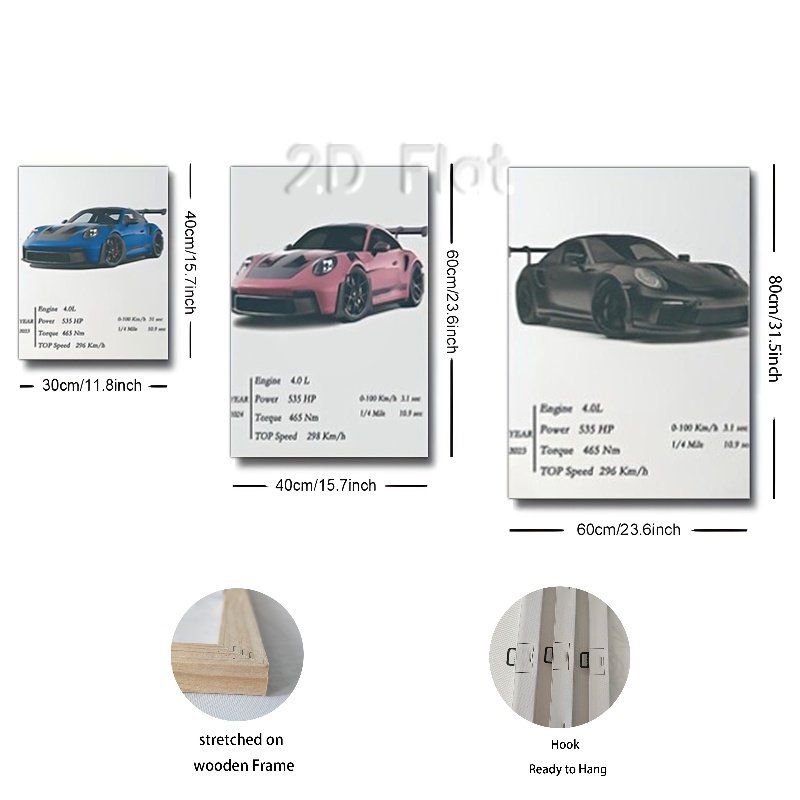 2D Flat
40cm/15.7inch
Engine 4.0L
Power 535 HP
Torque 465 Nm
TOP Speed 296 Km/h
YEAR
2023
0-100 Km/h 31 sec
1/4 Mile 10.9 sec
30cm/11.8inch
60cm/23.6inch
Engine 4.0 L
Power 535 HP
Torque 465 Nm
TOP Speed 298 Km/h
YEAR
2024
0-100 Km/h 3.1 sec
1/4 Mile 10.9 sec
40cm/15.7inch
80cm/31.5inch
Engine 4.0L
Power 535 HP
Torque 465 Nm
TOP Speed 296 Km/h
YEAR
2023
0-100 Km/h 3.1 sec
1/4 Mile 10.9 se
60cm/23.6inch
stretched on
wooden Frame
Hook
Ready to Hang